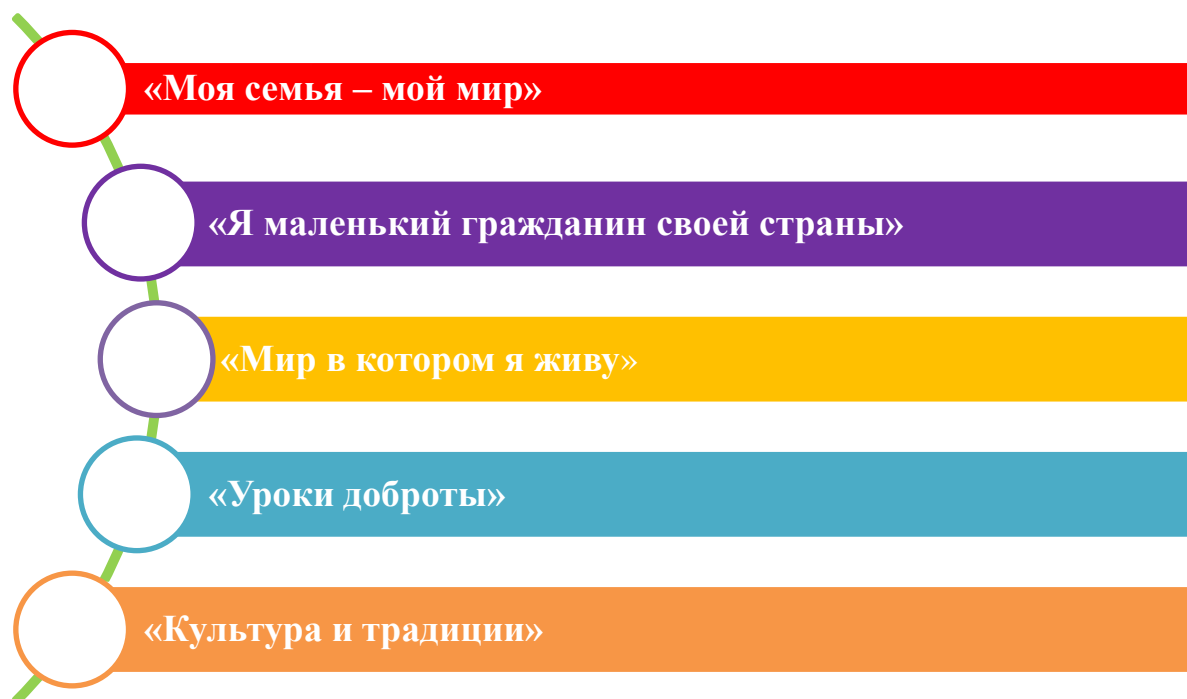 «Моя семья – мой мир»
«Я маленький гражданин своей страны»
«Мир в котором я живу»
«Уроки доброты»
«Культура и традиции»